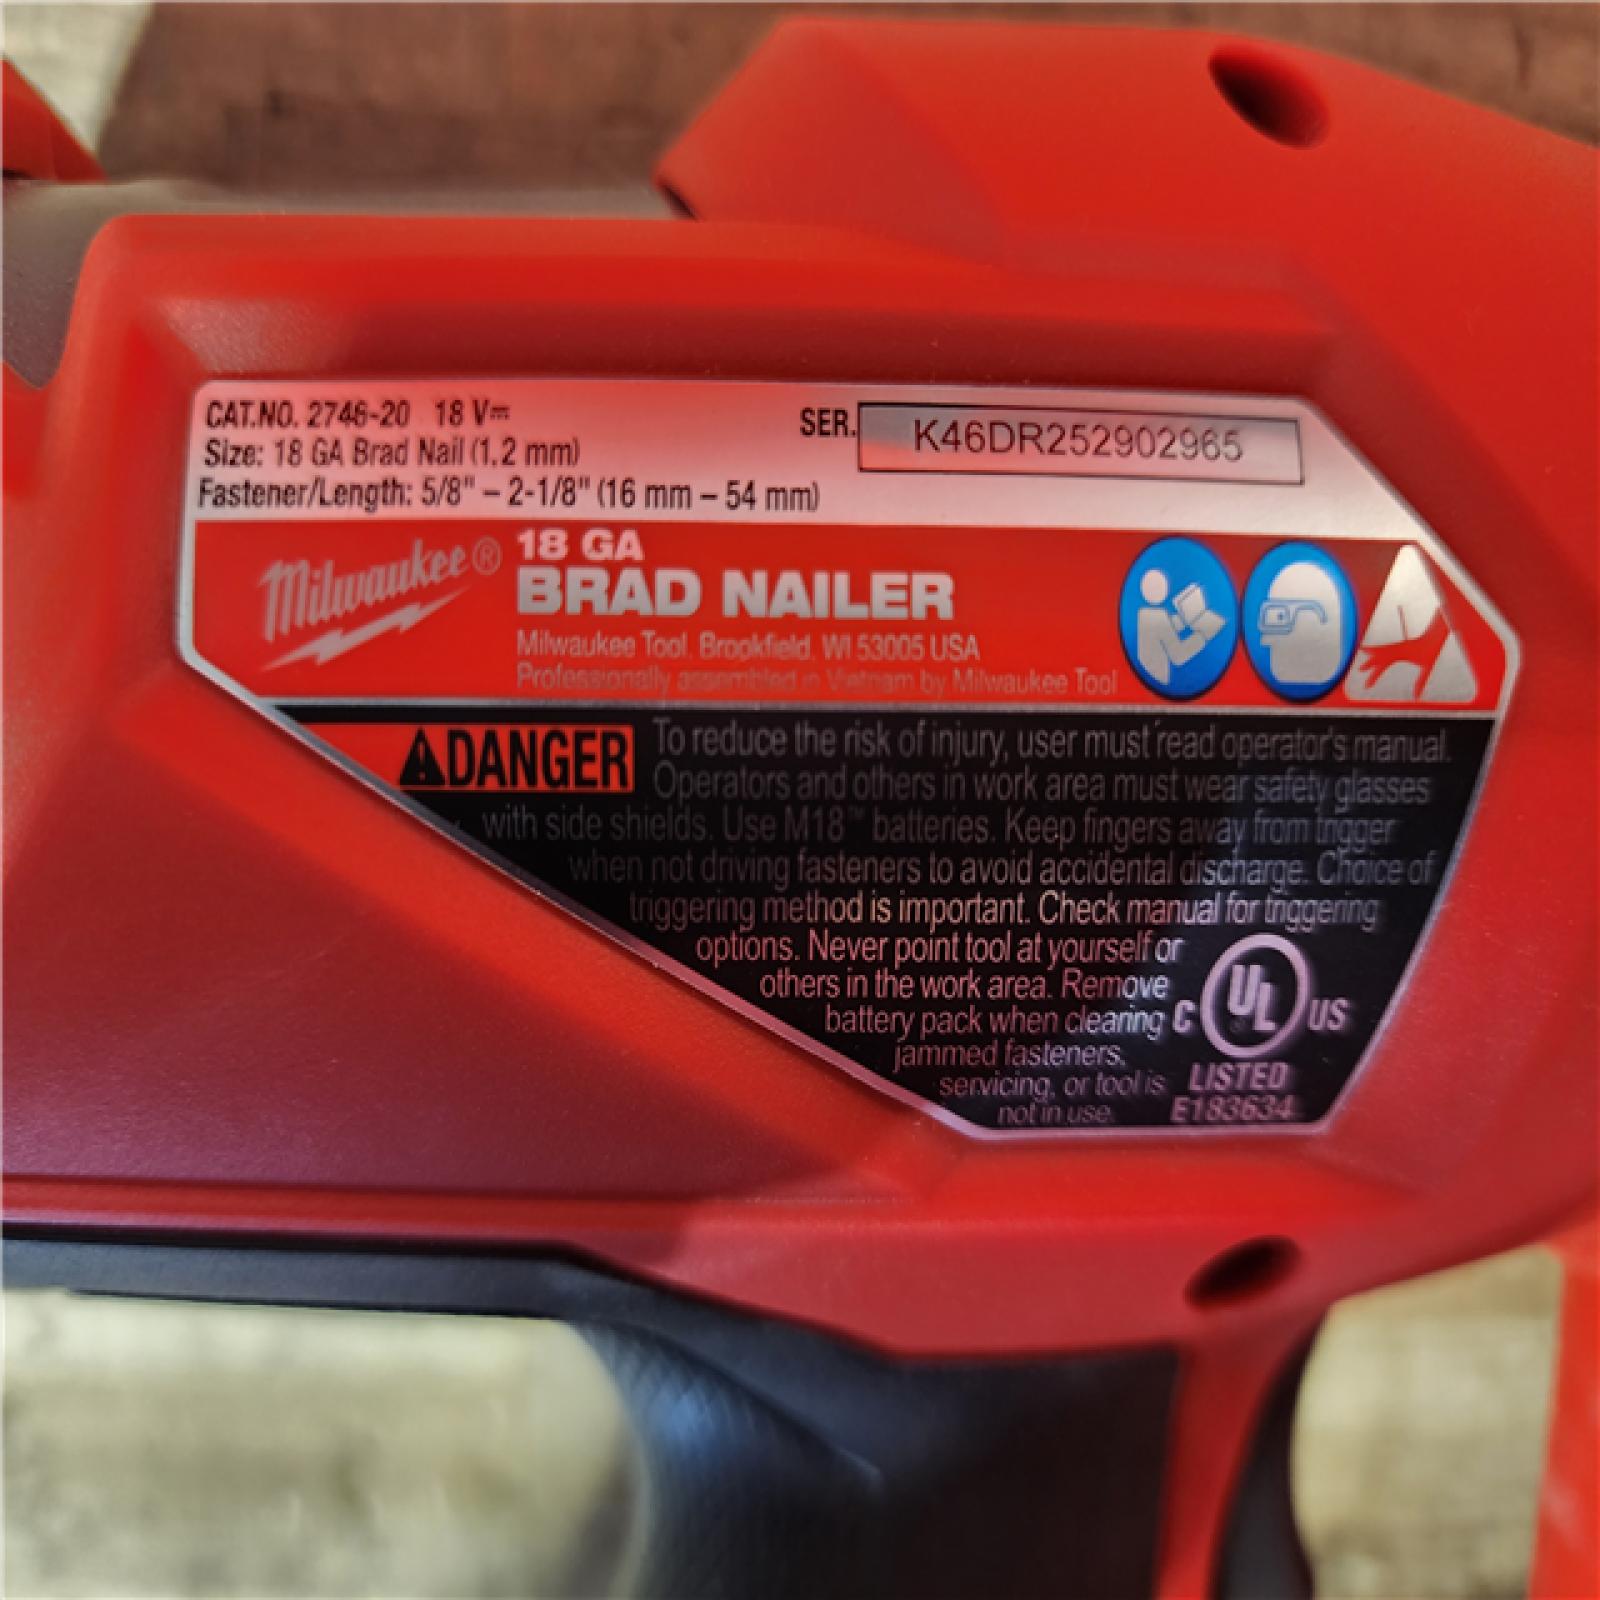 CAT.NO. 2746-20 18 V⎓
SER. K46DR252902965
Size: 18 GA Brad Nail (1,2 mm)
Fastener/Length: 5/8" – 2-1/8" (16 mm – 54 mm)
Milwaukee®
18 GA
BRAD NAILER
Milwaukee Tool, Brookfield, WI 53005 USA
Professionally assembled in Vietnam by Milwaukee Tool
DANGER To reduce the risk of injury, user must read operator's manual.
Operators and others in work area must wear safety glasses
with side shields. Use M18™ batteries. Keep fingers away from trigger
when not driving fasteners to avoid accidental discharge. Choice of
triggering method is important. Check manual for triggering
options. Never point tool at yourself or
others in the work area. Remove
battery pack when clearing
jammed fasteners,
servicing, or tool is
not in use.
C UL US
LISTED
E183634